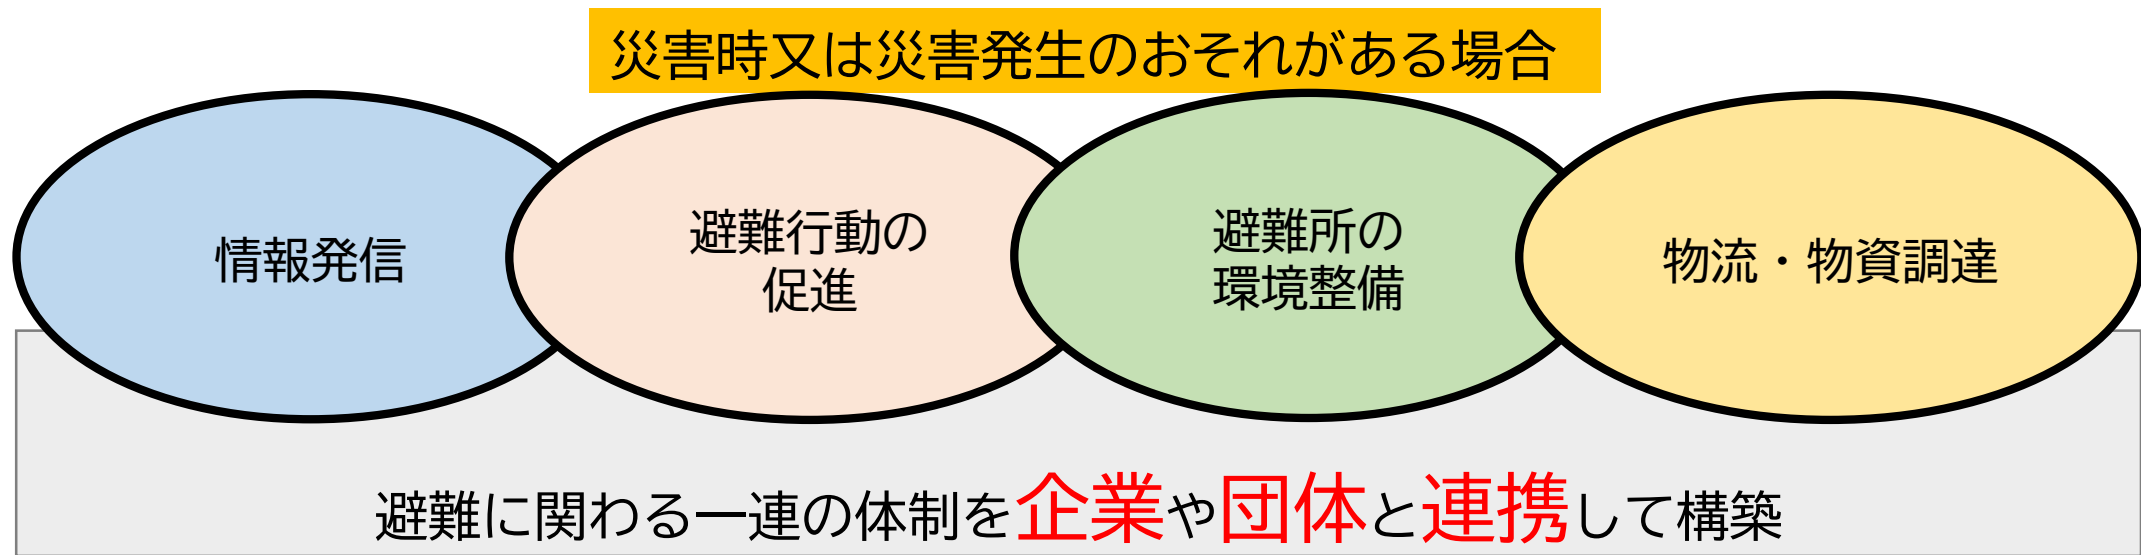 災害時又は災害発生のおそれがある場合
情報発信
避難行動の
促進
避難所の
環境整備
物流・物資調達
避難に関わる一連の体制を企業や団体と連携して構築